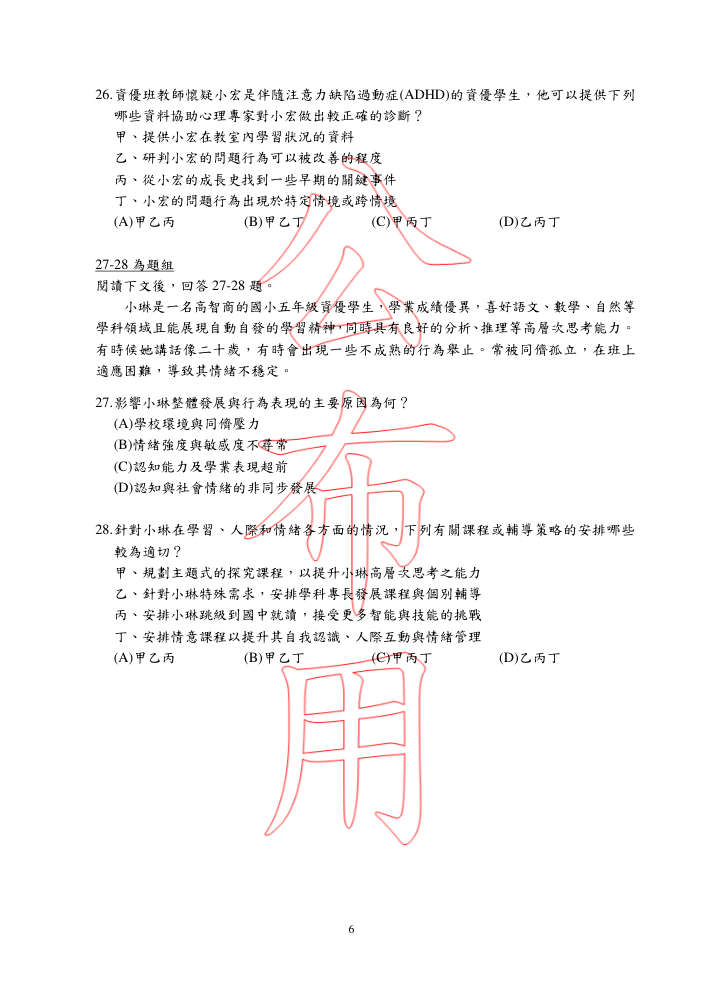 26.資優班教師懷疑小宏是伴隨注意力缺陷過動症(ADHD)的資優學生，他可以提供下列
哪些資料協助心理專家對小宏做出較正確的診斷？
甲、提供小宏在教室內學習狀況的資料
乙、研判小宏的問題行為可以被改善的程度
丙、從小宏的成長史找到一些早期的關鍵事件
丁、小宏的問題行為出現於特定情境或跨情境
(A)甲乙丙 (B)甲乙丁 (C)甲丙丁 (D)乙丙丁
27-28 為題組
閱讀下文後，回答 27-28 題。
小琳是一名高智商的國小五年級資優學生，學業成績優異，喜好語文、數學、自然等
學科領域且能展現自動自發的學習精神，同時具有良好的分析、推理等高層次思考能力。
有時候她講話像二十歲，有時會出現一些不成熟的行為舉止。常被同儕孤立，在班上
適應困難，導致其情緒不穩定。
27.影響小琳整體發展與行為表現的主要原因為何？
(A)學校環境與同儕壓力
(B)情緒強度與敏感度不尋常
(C)認知能力及學業表現超前
(D)認知與社會情緒的非同步發展
28.針對小琳在學習、人際和情緒各方面的情況，下列有關課程或輔導策略的安排哪些
較為適切？
甲、規劃主題式的探究課程，以提升小琳高層次思考之能力
乙、針對小琳特殊需求，安排學科專長發展課程與個別輔導
丙、安排小琳跳級到國中就讀，接受更多智能與技能的挑戰
丁、安排情意課程以提升其自我認識、人際互動與情緒管理
(A)甲乙丙 (B)甲乙丁 (C)甲丙丁 (D)乙丙丁
公布用
6